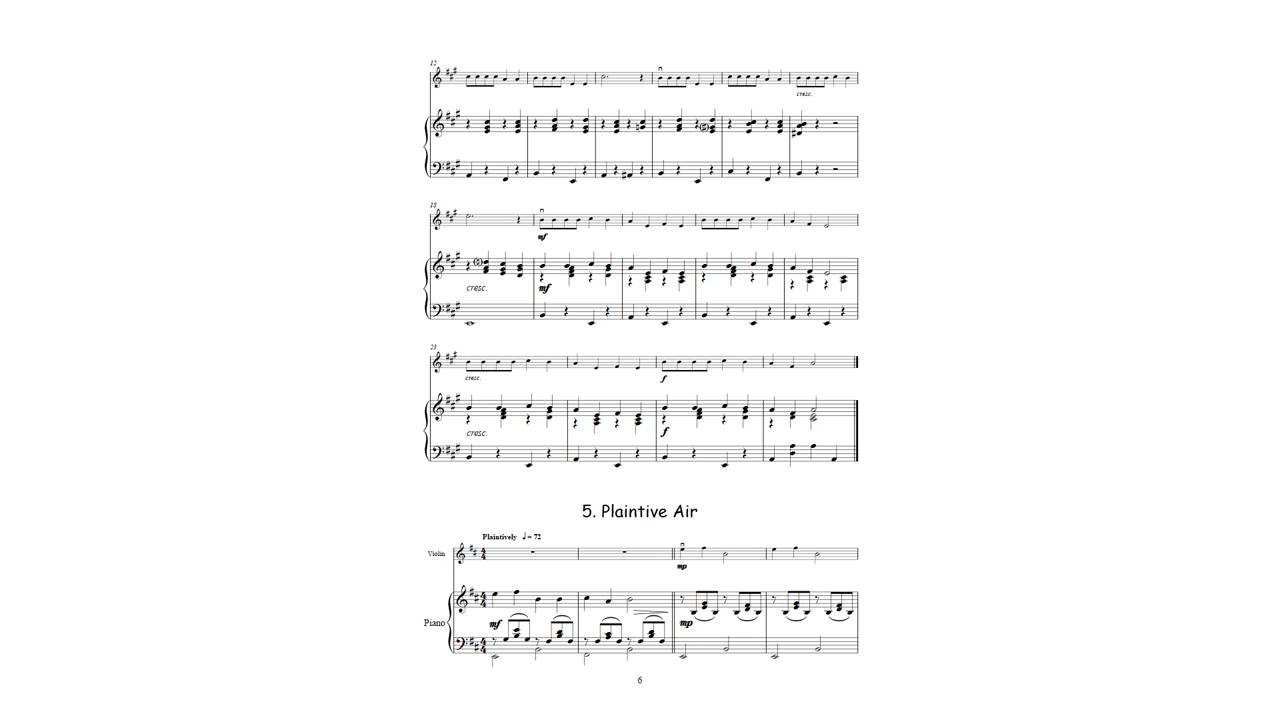 12
cresc.
18
mf
cresc.
mf
23
cresc.
f
cresc.
f
5. Plaintive Air
Plaintively ♩= 72
Violin
mp
Piano
mf
mp
6